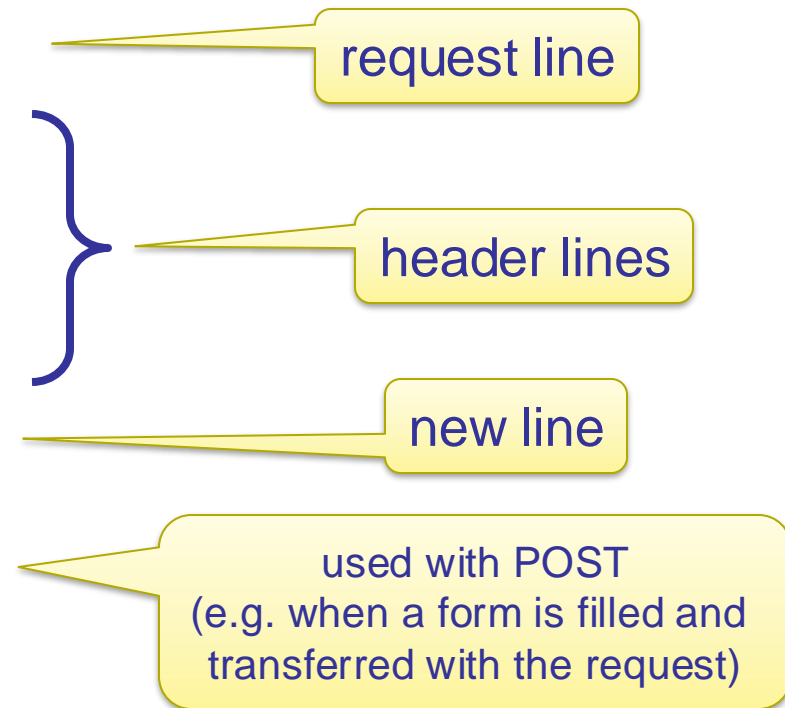 request line
header lines
new line
used with POST
(e.g. when a form is filled and
transferred with the request)